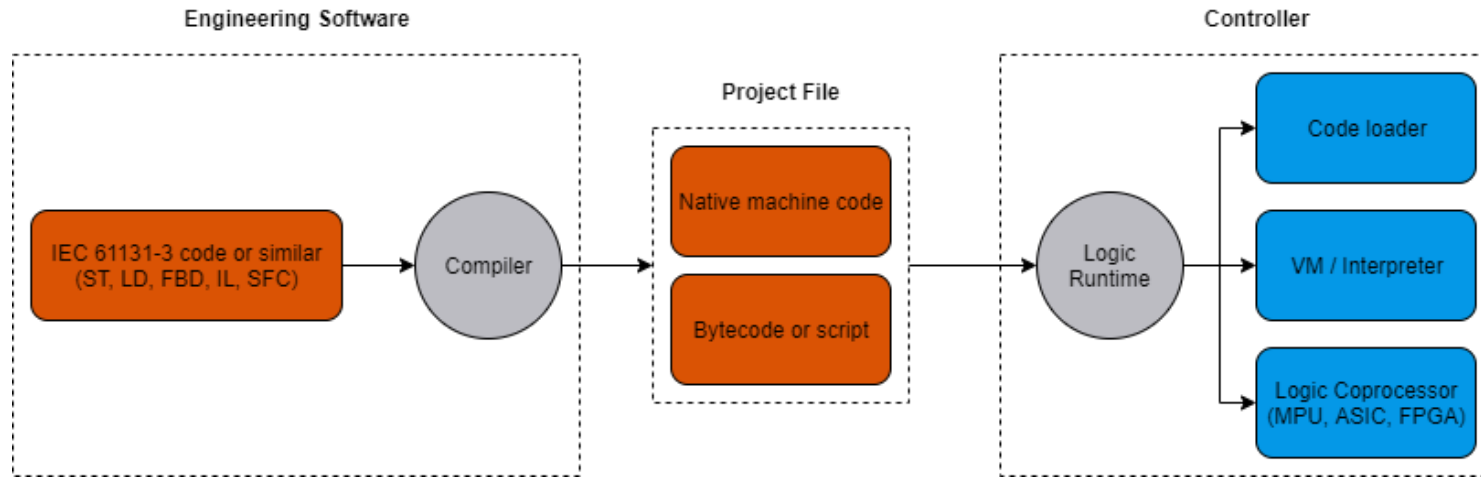 Engineering Software
Controller
Project File
IEC 61131-3 code or similar
(ST, LD, FBD, IL, SFC)
Compiler
Native machine code
Bytecode or script
Logic
Runtime
Code loader
VM / Interpreter
Logic Coprocessor
(MPU, ASIC, FPGA)